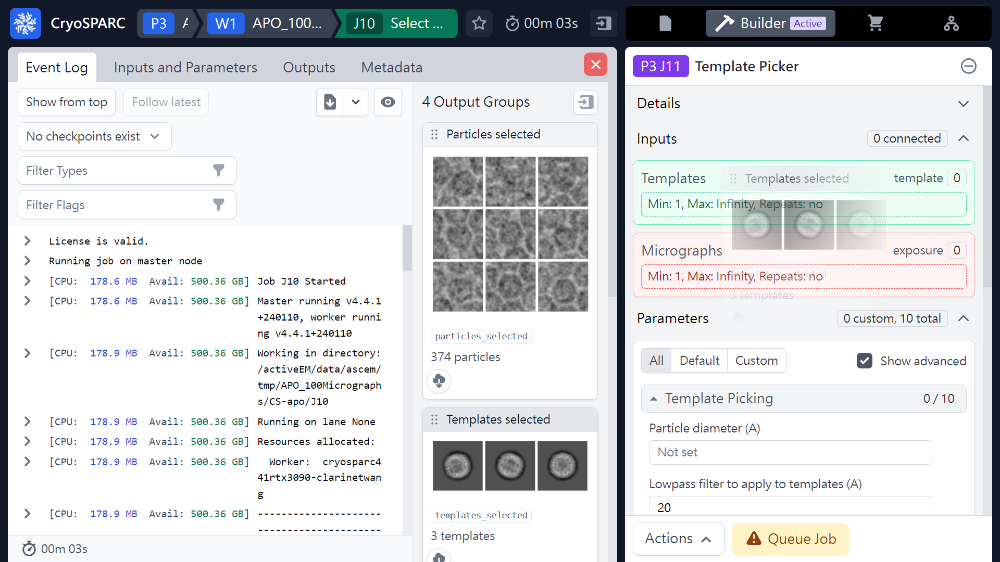 CryoSPARC P3 A W1 APO_100... J10 Select ... 00m 03s Builder Active
Event Log Inputs and Parameters Outputs Metadata
Show from top Follow latest
No checkpoints exist
Filter Types
Filter Flags
License is valid.
Running job on master node
[CPU: 178.6 MB Avail: 500.36 GB] Job J10 Started
[CPU: 178.6 MB Avail: 500.36 GB] Master running v4.4.1
+240110, worker runni
ng v4.4.1+240110
[CPU: 178.9 MB Avail: 500.36 GB] Working in directory:
/activeEM/data/ascem/
tmp/APO_100Micrograph
s/CS-apo/J10
[CPU: 178.9 MB Avail: 500.36 GB] Running on lane None
[CPU: 178.9 MB Avail: 500.36 GB] Resources allocated:
[CPU: 178.9 MB Avail: 500.36 GB] Worker: cryosparc4
41rtx3090-clarinetwan
g
[CPU: 178.9 MB Avail: 500.36 GB] ----------------------
----------------------
00m 03s
4 Output Groups
Particles selected
particles_selected
374 particles
Templates selected
templates_selected
3 templates
P3 J11 Template Picker
Details
Inputs 0 connected
Templates template 0
Min: 1, Max: Infinity, Repeats: no
Templates selected
Micrographs exposure 0
Min: 1, Max: Infinity, Repeats: no
templates_selected
3 templates
Parameters 0 custom, 10 total
All Default Custom Show advanced
Template Picking 0 / 10
Particle diameter (A)
Not set
Lowpass filter to apply to templates (A)
20
Actions Queue Job